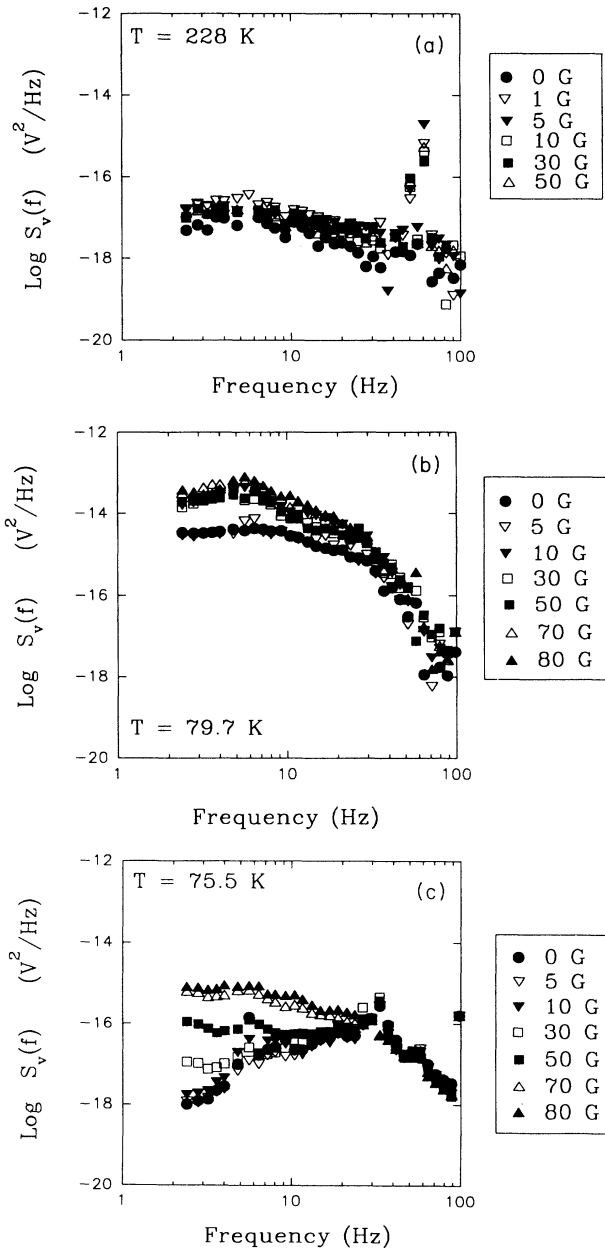 T = 228 K
(a)
-12
-14
-16
-18
-20
Log S_v(f) (V^2/Hz)
1
10
100
Frequency (Hz)
0 G
1 G
5 G
10 G
30 G
50 G
(b)
T = 79.7 K
-12
-14
-16
-18
-20
Log S_v(f) (V^2/Hz)
1
10
100
Frequency (Hz)
0 G
5 G
10 G
30 G
50 G
70 G
80 G
T = 75.5 K
(c)
-12
-14
-16
-18
-20
Log S_v(f) (V^2/Hz)
1
10
100
Frequency (Hz)
0 G
5 G
10 G
30 G
50 G
70 G
80 G